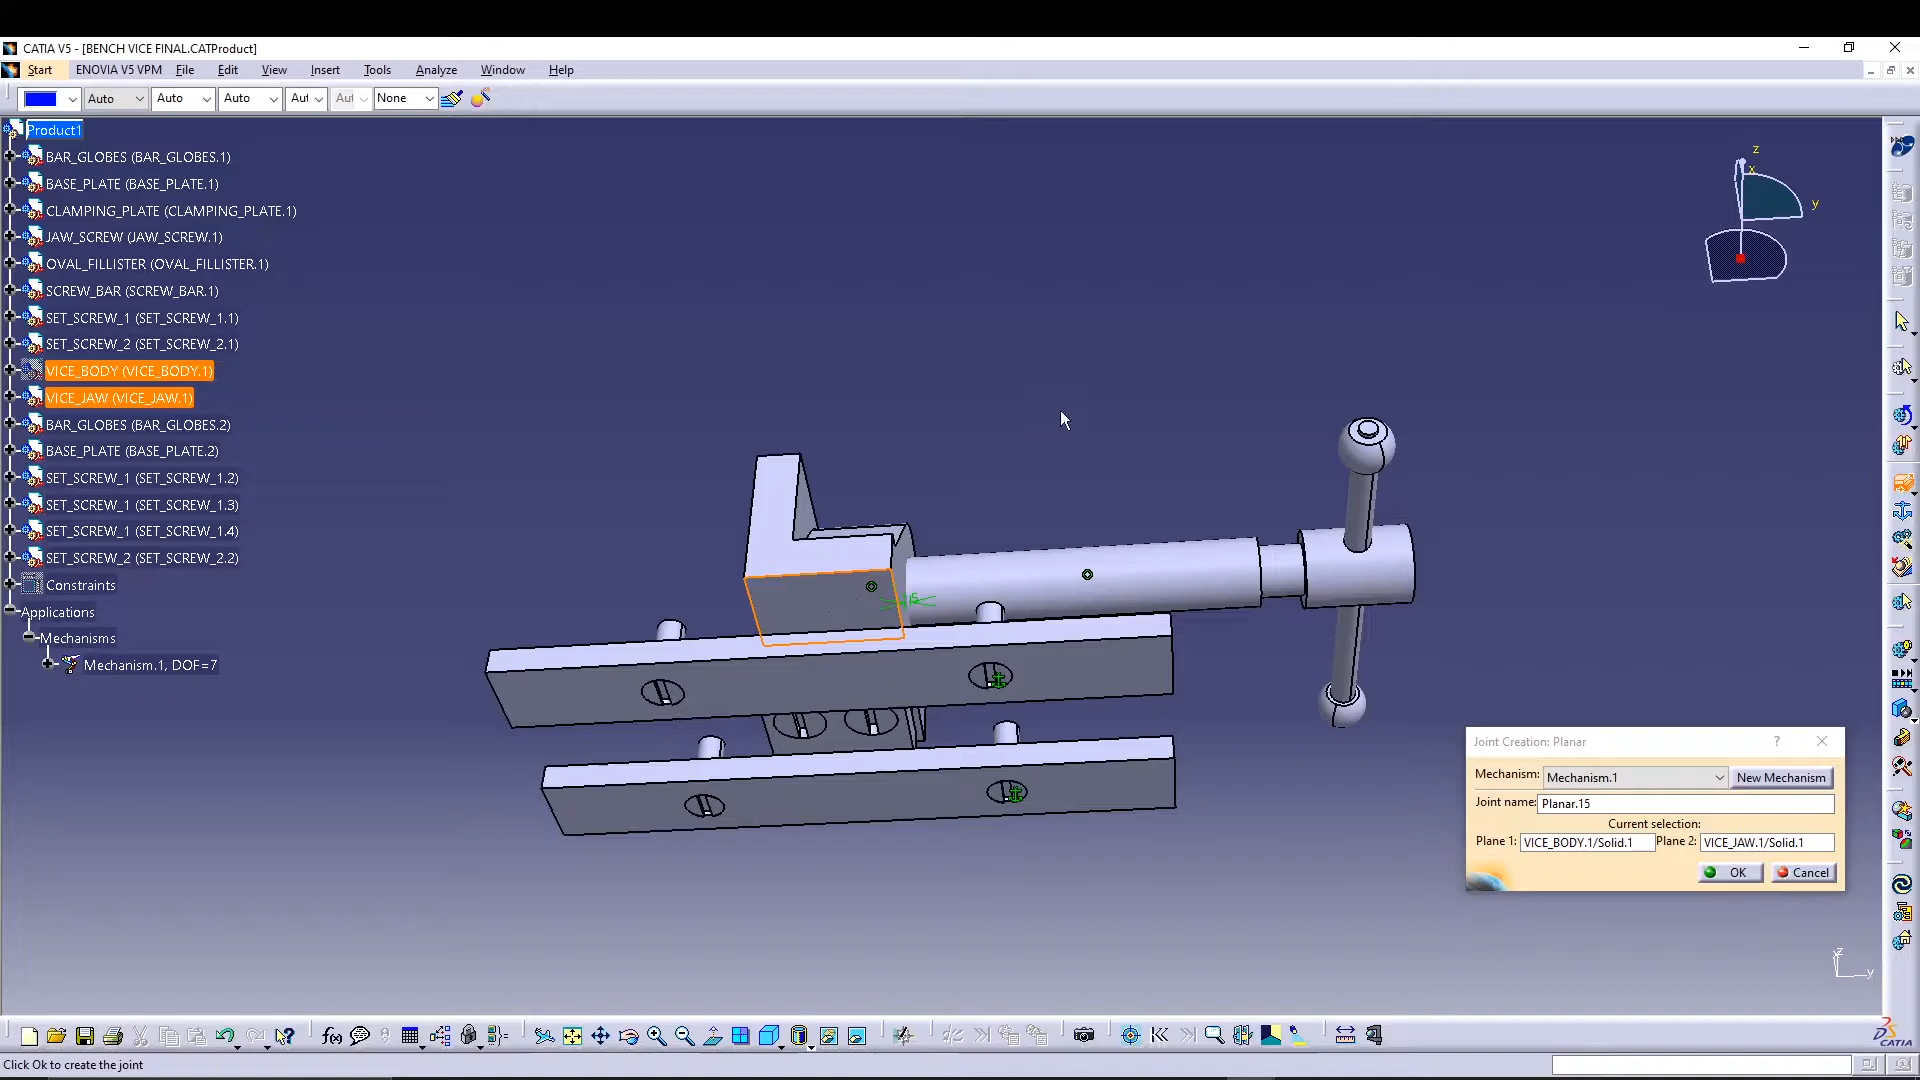 CATIA V5 - [BENCH VICE FINAL.CATProduct]
Start ENOVIA V5 VPM File Edit View Insert Tools Analyze Window Help
Auto Auto Auto Aut Aut None
Product1
BAR_GLOBES (BAR_GLOBES.1)
BASE_PLATE (BASE_PLATE.1)
CLAMPING_PLATE (CLAMPING_PLATE.1)
JAW_SCREW (JAW_SCREW.1)
OVAL_FILLISTER (OVAL_FILLISTER.1)
SCREW_BAR (SCREW_BAR.1)
SET_SCREW_1 (SET_SCREW_1.1)
SET_SCREW_2 (SET_SCREW_2.1)
VICE_BODY (VICE_BODY.1)
VICE_JAW (VICE_JAW.1)
BAR_GLOBES (BAR_GLOBES.2)
BASE_PLATE (BASE_PLATE.2)
SET_SCREW_1 (SET_SCREW_1.2)
SET_SCREW_1 (SET_SCREW_1.3)
SET_SCREW_1 (SET_SCREW_1.4)
SET_SCREW_2 (SET_SCREW_2.2)
Constraints
Applications
Mechanisms
Mechanism.1, DOF=7
z
x
y
Joint Creation: Planar ?
Mechanism: Mechanism.1 New Mechanism
Joint name: Planar.15
Current selection:
Plane 1: VICE_BODY.1/Solid.1 Plane 2: VICE_JAW.1/Solid.1
OK Cancel
z
y
f(x)
CATIA
Click Ok to create the joint